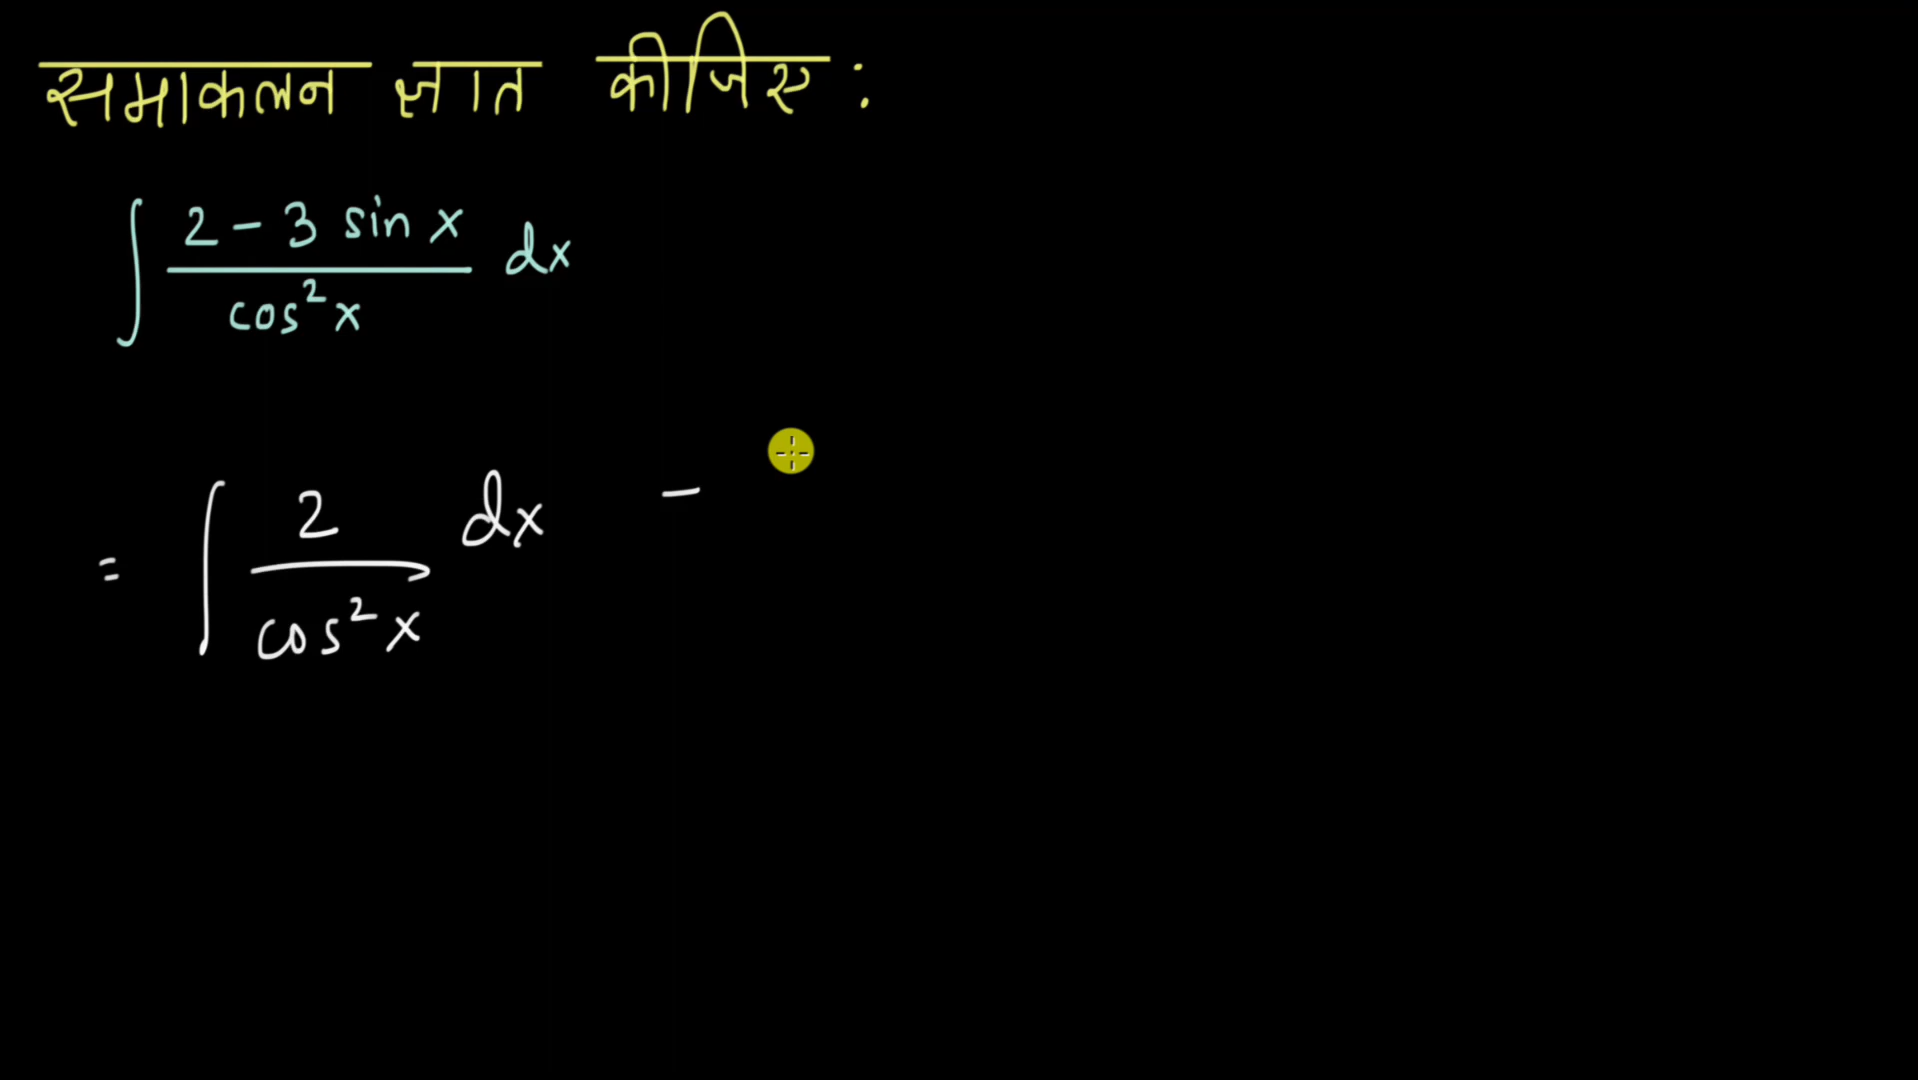 समाकलन ज्ञात कीजिए :
∫ (2 - 3 sin x)/(cos²x) dx
= ∫ 2/(cos²x) dx -